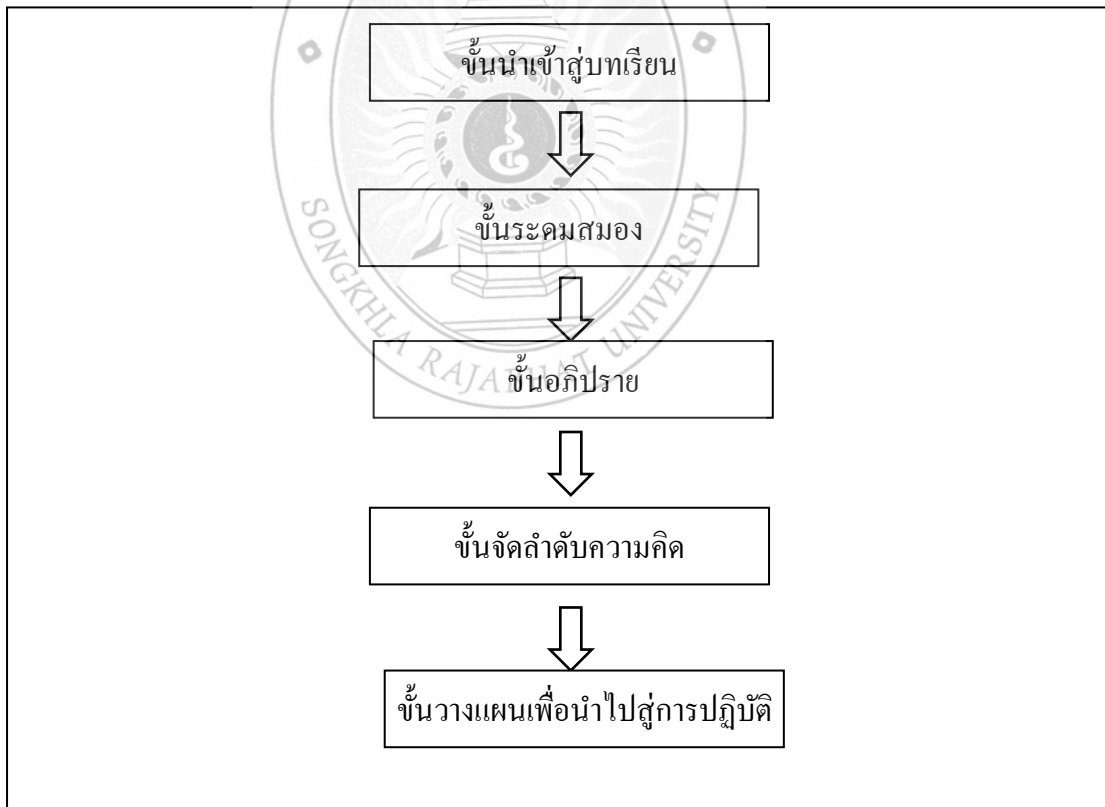 ขั้นนำเข้าสู่บทเรียน
ขั้นระดมสมอง
SONGKHLA RAJABHAT UNIVERSITY
ขั้นอภิปราย
ขั้นจัดลำดับความคิด
ขั้นวางแผนเพื่อนำไปสู่การปฏิบัติ